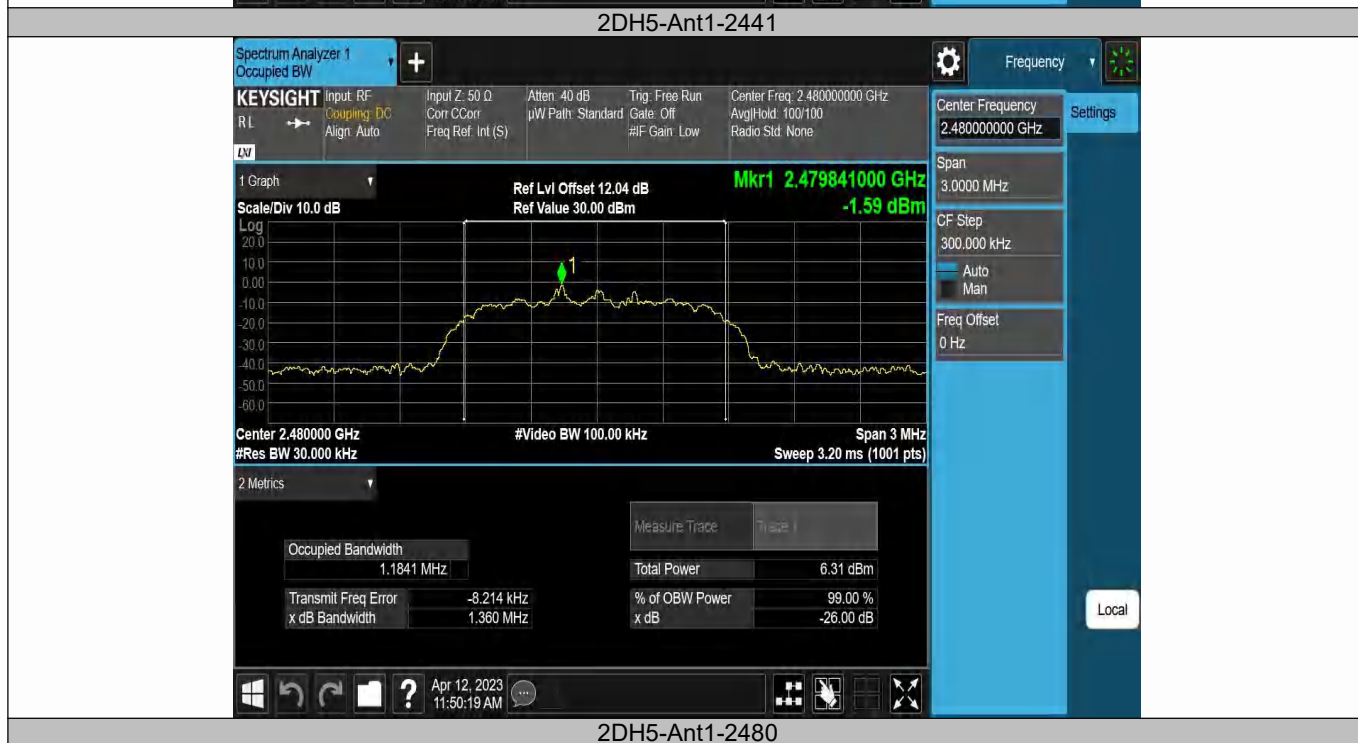 2DH5-Ant1-2441
Spectrum Analyzer 1
Occupied BW
Frequency
KEYSIGHT
RL
LXI
Input: RF
Coupling: DC
Align: Auto
Input Z: 50 Ω
Corr CCorr
Freq Ref: Int (S)
Atten: 40 dB
µW Path: Standard
Trig: Free Run
Gate: Off
#IF Gain: Low
Center Freq: 2.480000000 GHz
Avg|Hold: 100/100
Radio Std: None
Center Frequency
2.480000000 GHz
Settings
Span
3.0000 MHz
CF Step
300.000 kHz
Auto
Man
Freq Offset
0 Hz
1 Graph
Scale/Div 10.0 dB
Ref Lvl Offset 12.04 dB
Ref Value 30.00 dBm
Mkr1 2.479841000 GHz
-1.59 dBm
Log
20.0
10.0
0.00
-10.0
-20.0
-30.0
-40.0
-50.0
-60.0
1
Center 2.480000 GHz
#Res BW 30.000 kHz
#Video BW 100.00 kHz
Span 3 MHz
Sweep 3.20 ms (1001 pts)
2 Metrics
Measure Trace
Trace 1
Occupied Bandwidth
1.1841 MHz
Total Power
6.31 dBm
Transmit Freq Error
-8.214 kHz
% of OBW Power
99.00 %
x dB Bandwidth
1.360 MHz
x dB
-26.00 dB
Local
Apr 12, 2023
11:50:19 AM
2DH5-Ant1-2480